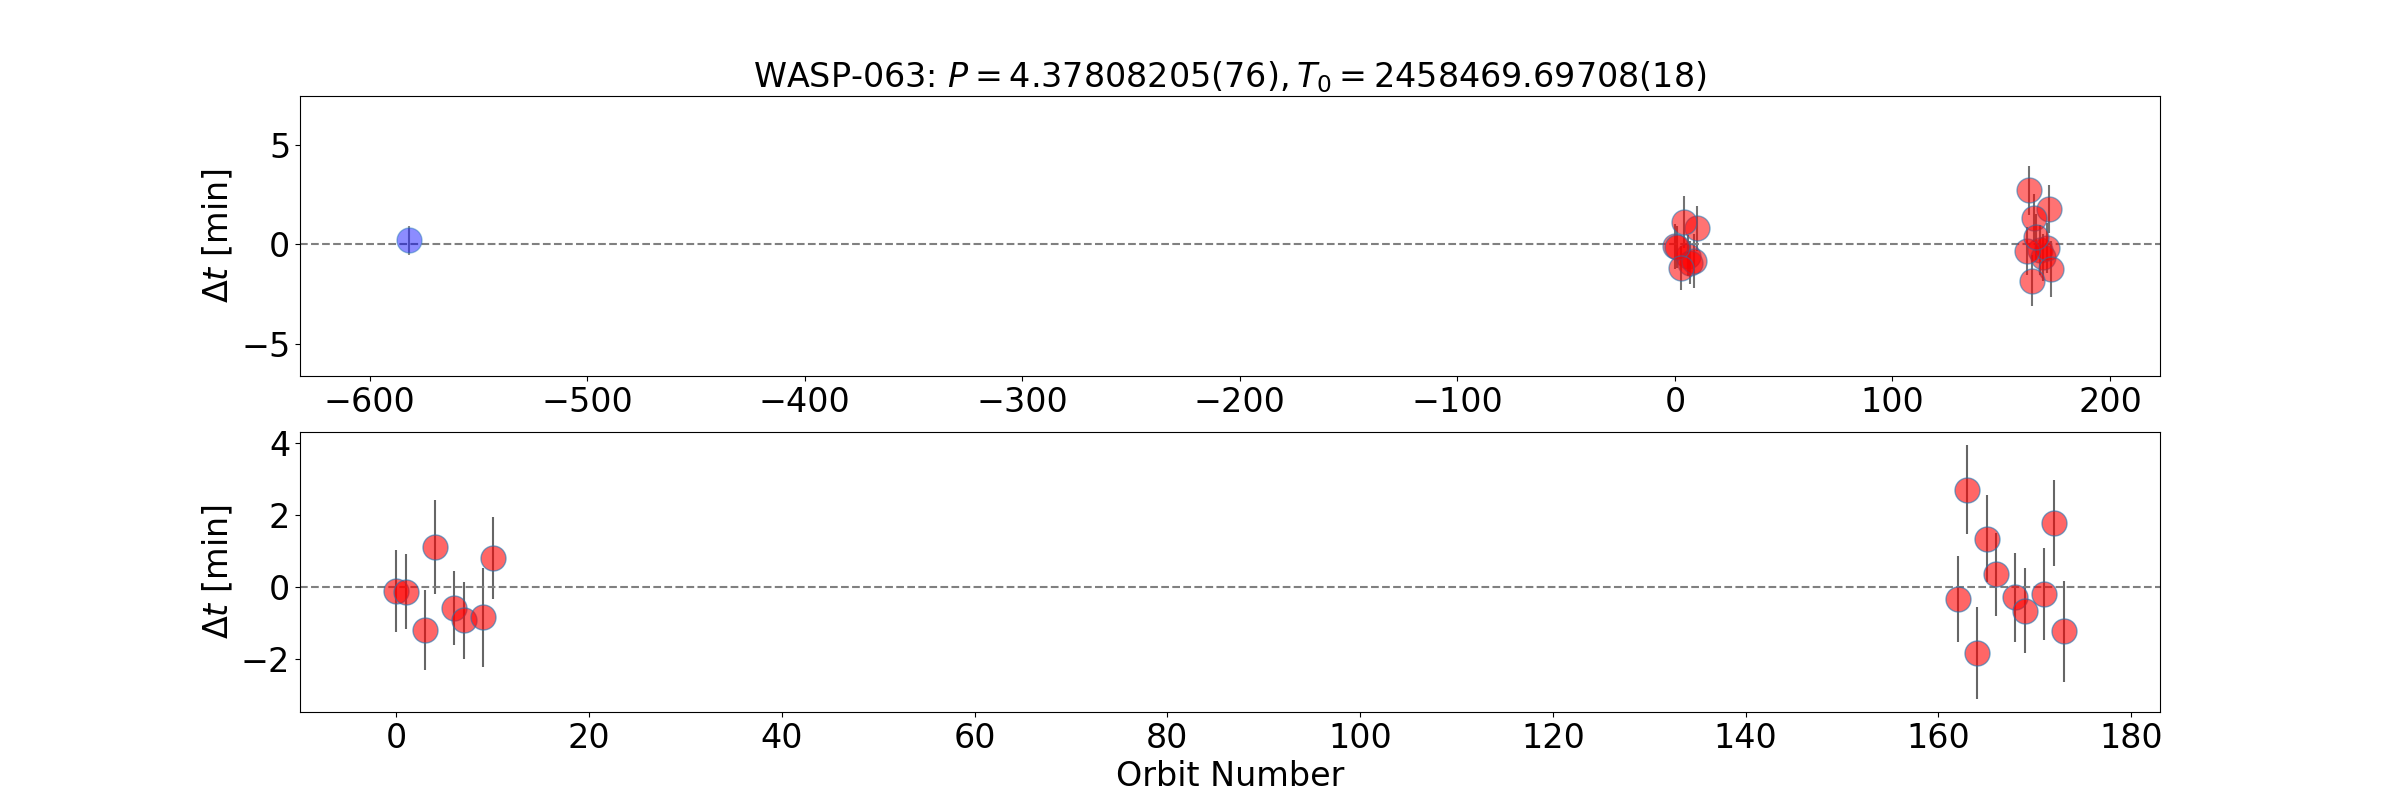 WASP-063: P = 4.37808205(76), T₀ = 2458469.69708(18)
Δt [min]
5
0
−5
−600 −500 −400 −300 −200 −100 0 100 200
Δt [min]
4
2
0
−2
0 20 40 60 80 100 120 140 160 180
Orbit Number